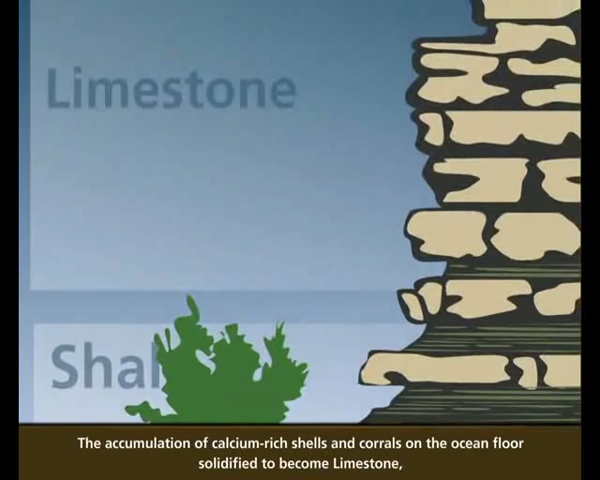 Limestone
Shal
The accumulation of calcium-rich shells and corrals on the ocean floor
solidified to become Limestone,